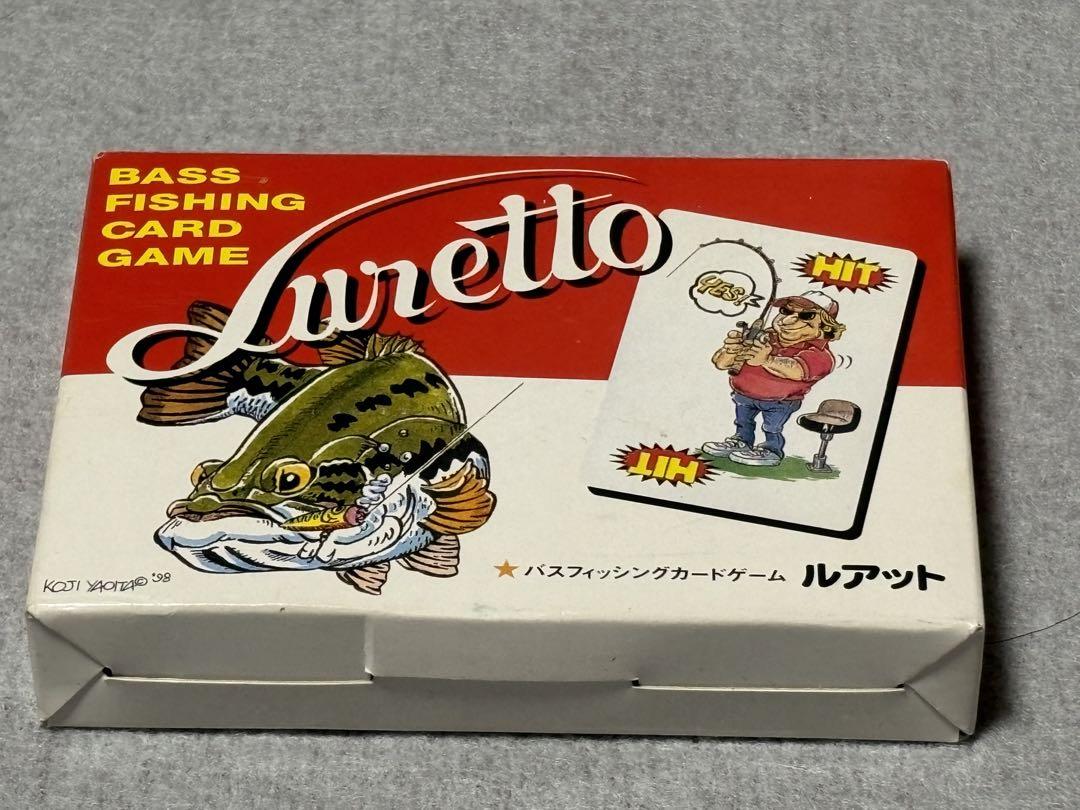 BASS
FISHING
CARD
GAME
Luretto
YES!
HIT
HIT
★バスフィッシングカードゲーム ルアット
KOJI YAOITA © '98